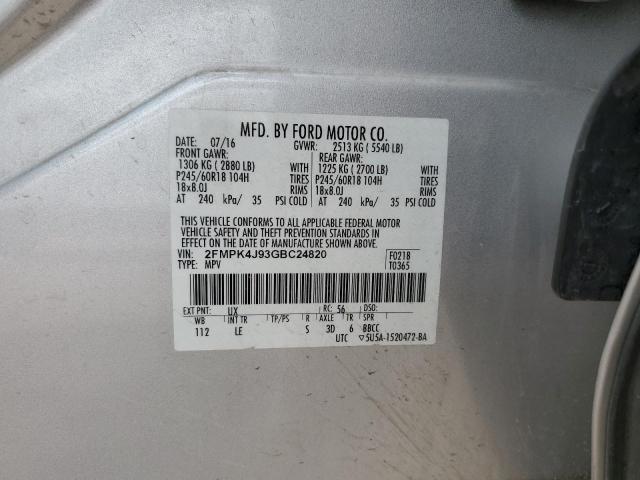 MFD. BY FORD MOTOR CO.
DATE: 07/16 GVWR: 2513 KG ( 5540 LB)
FRONT GAWR: REAR GAWR:
1306 KG ( 2880 LB) WITH 1225 KG ( 2700 LB) WITH
P245/60R18 104H TIRES P245/60R18 104H TIRES
18x8.0J RIMS 18x8.0J RIMS
AT 240 kPa/ 35 PSI COLD AT 240 kPa/ 35 PSI COLD
THIS VEHICLE CONFORMS TO ALL APPLICABLE FEDERAL MOTOR
VEHICLE SAFETY AND THEFT PREVENTION STANDARDS IN
EFFECT ON THE DATE OF MANUFACTURE SHOWN ABOVE.
VIN: 2FMPK4J93GBC24820 F0218
TYPE: MPV T0365
EXT PNT: UX RC: 56 DSO:
WB INT TR TP/PS R AXLE TR SPR
112 LE S 3D 6 BBCC
UTC ▽5U5A-1520472-BA